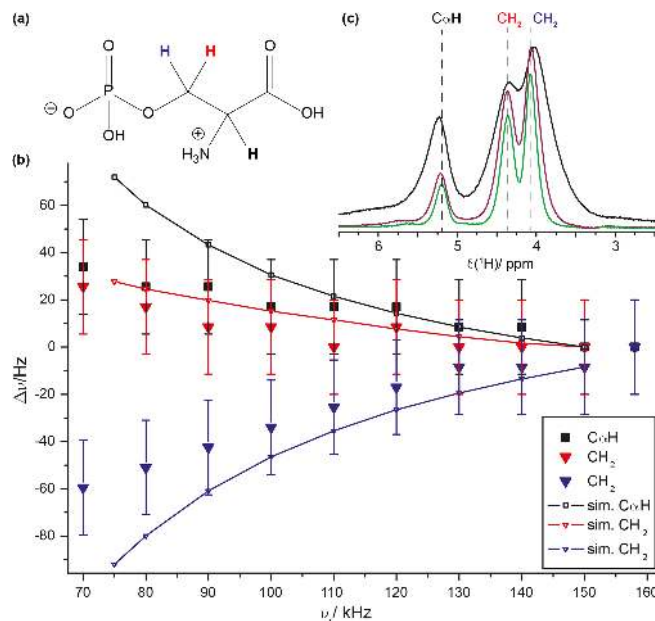 (a)
O
H
H
O
⊖
O
P
O
OH
OH
⊕
H₃N
H
(c)
CαH
CH₂
CH₂
6
5
4
3
δ(¹H)/ ppm
(b)
60
40
20
0
-20
-40
-60
-80
Δν/Hz
70
80
90
100
110
120
130
140
150
160
/ kHz
CαH
CH₂
CH₂
sim. CαH
sim. CH₂
sim. CH₂